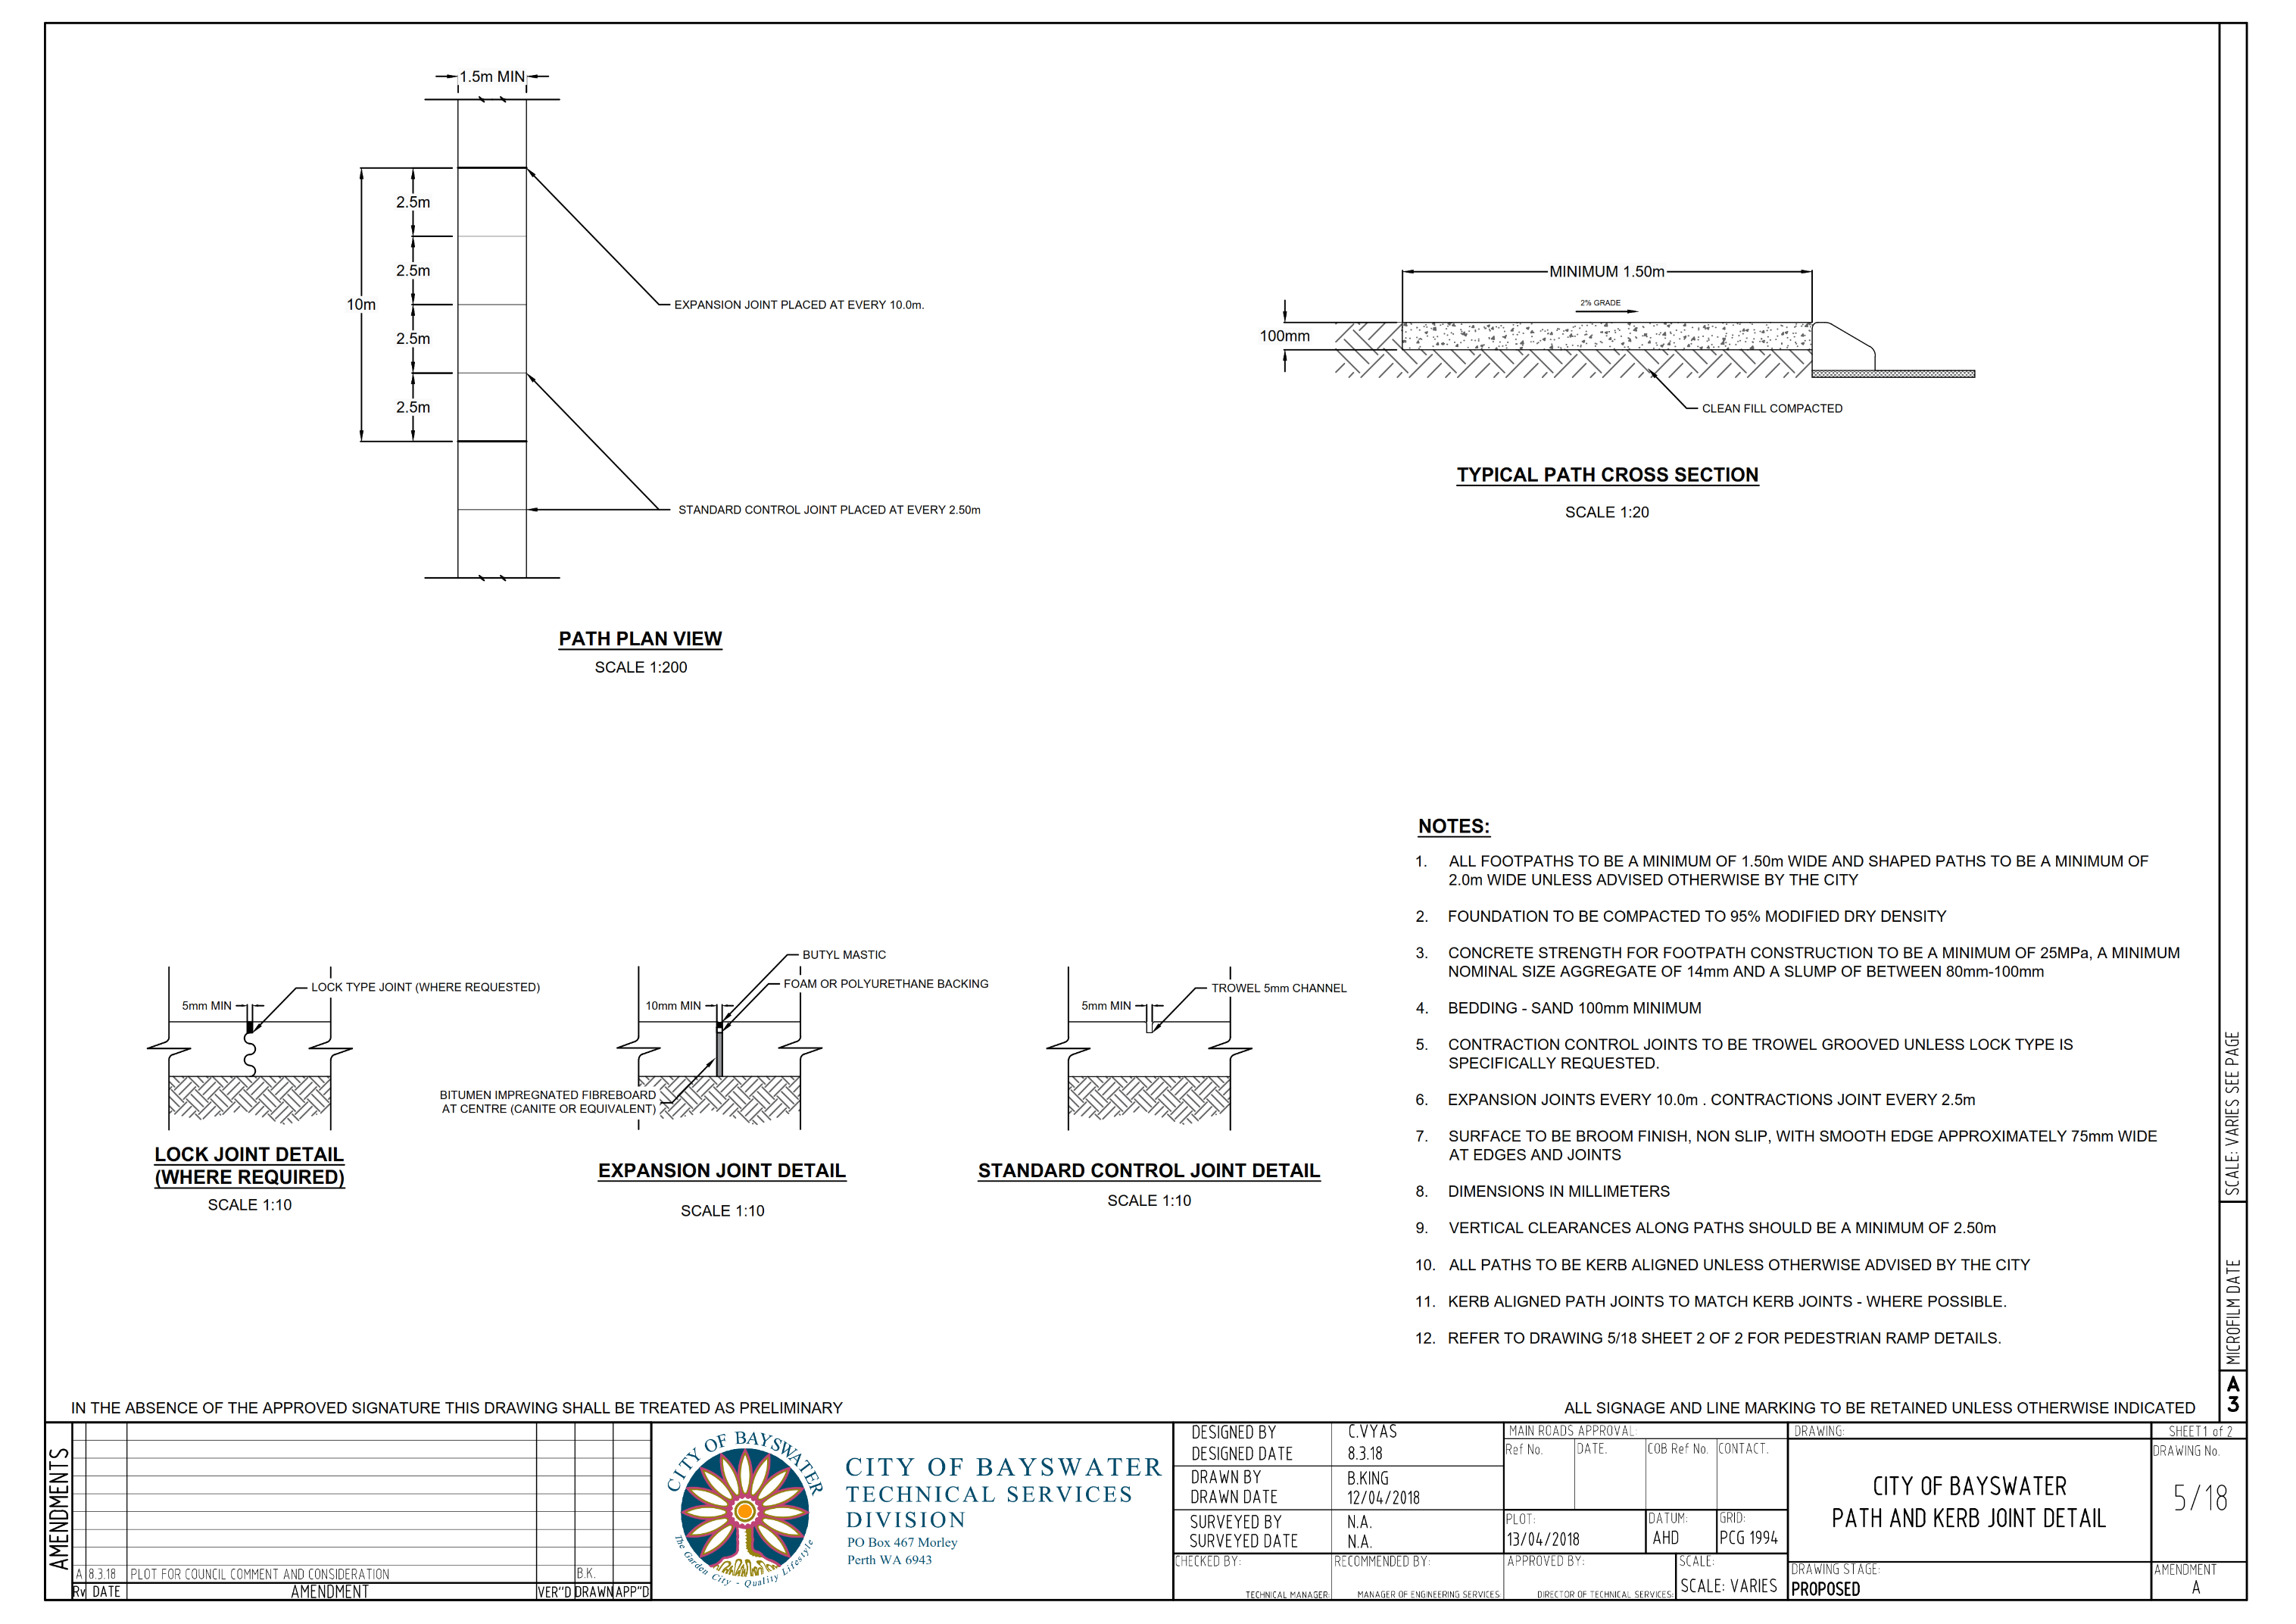 1.5m MIN
2.5m
2.5m
10m
2.5m
2.5m
EXPANSION JOINT PLACED AT EVERY 10.0m.
STANDARD CONTROL JOINT PLACED AT EVERY 2.50m
PATH PLAN VIEW
SCALE 1:200
MINIMUM 1.50m
2% GRADE
100mm
CLEAN FILL COMPACTED
TYPICAL PATH CROSS SECTION
SCALE 1:20
5mm MIN
LOCK TYPE JOINT (WHERE REQUESTED)
LOCK JOINT DETAIL
(WHERE REQUIRED)
SCALE 1:10
BUTYL MASTIC
FOAM OR POLYURETHANE BACKING
10mm MIN
BITUMEN IMPREGNATED FIBREBOARD
AT CENTRE (CANITE OR EQUIVALENT)
EXPANSION JOINT DETAIL
SCALE 1:10
5mm MIN
TROWEL 5mm CHANNEL
STANDARD CONTROL JOINT DETAIL
SCALE 1:10
NOTES:
1. ALL FOOTPATHS TO BE A MINIMUM OF 1.50m WIDE AND SHAPED PATHS TO BE A MINIMUM OF
2.0m WIDE UNLESS ADVISED OTHERWISE BY THE CITY
2. FOUNDATION TO BE COMPACTED TO 95% MODIFIED DRY DENSITY
3. CONCRETE STRENGTH FOR FOOTPATH CONSTRUCTION TO BE A MINIMUM OF 25MPa, A MINIMUM
NOMINAL SIZE AGGREGATE OF 14mm AND A SLUMP OF BETWEEN 80mm-100mm
4. BEDDING - SAND 100mm MINIMUM
5. CONTRACTION CONTROL JOINTS TO BE TROWEL GROOVED UNLESS LOCK TYPE IS
SPECIFICALLY REQUESTED.
6. EXPANSION JOINTS EVERY 10.0m . CONTRACTIONS JOINT EVERY 2.5m
7. SURFACE TO BE BROOM FINISH, NON SLIP, WITH SMOOTH EDGE APPROXIMATELY 75mm WIDE
AT EDGES AND JOINTS
8. DIMENSIONS IN MILLIMETERS
9. VERTICAL CLEARANCES ALONG PATHS SHOULD BE A MINIMUM OF 2.50m
10. ALL PATHS TO BE KERB ALIGNED UNLESS OTHERWISE ADVISED BY THE CITY
11. KERB ALIGNED PATH JOINTS TO MATCH KERB JOINTS - WHERE POSSIBLE.
12. REFER TO DRAWING 5/18 SHEET 2 OF 2 FOR PEDESTRIAN RAMP DETAILS.
SCALE: VARIES SEE PAGE
MICROFILM DATE
A
3
IN THE ABSENCE OF THE APPROVED SIGNATURE THIS DRAWING SHALL BE TREATED AS PRELIMINARY
ALL SIGNAGE AND LINE MARKING TO BE RETAINED UNLESS OTHERWISE INDICATED
AMENDMENTS
A 8.3.18 PLOT FOR COUNCIL COMMENT AND CONSIDERATION B.K.
Rv DATE AMENDMENT VER"D DRAWN APP"D
CITY OF BAYSWATER
The Garden City - Quality Lifestyle
CITY OF BAYSWATER
TECHNICAL SERVICES
DIVISION
PO Box 467 Morley
Perth WA 6943
DESIGNED BY C.VYAS
DESIGNED DATE 8.3.18
DRAWN BY B.KING
DRAWN DATE 12/04/2018
SURVEYED BY N.A.
SURVEYED DATE N.A.
CHECKED BY:
TECHNICAL MANAGER:
RECOMMENDED BY:
MANAGER OF ENGINEERING SERVICES:
MAIN ROADS APPROVAL:
Ref No. DATE. COB Ref No. CONTACT.
PLOT:
13/04/2018
DATUM:
AHD
GRID:
PCG 1994
APPROVED BY:
DIRECTOR OF TECHNICAL SERVICES:
SCALE:
SCALE: VARIES
DRAWING:
CITY OF BAYSWATER
PATH AND KERB JOINT DETAIL
DRAWING STAGE:
PROPOSED
SHEET 1 of 2
DRAWING No.
5/18
AMENDMENT
A